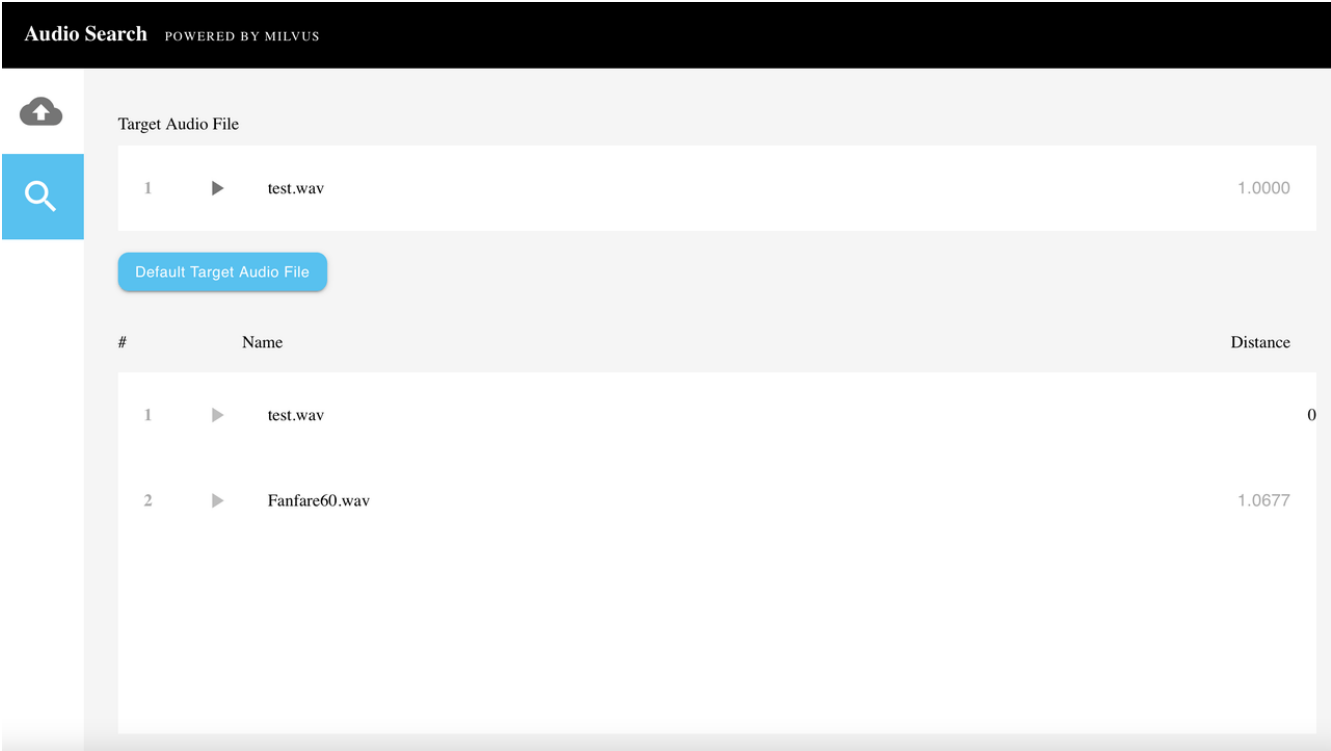 Audio Search POWERED BY MILVUS
Target Audio File
1 test.wav 1.0000
Default Target Audio File
# Name Distance
1 test.wav 0
2 Fanfare60.wav 1.0677